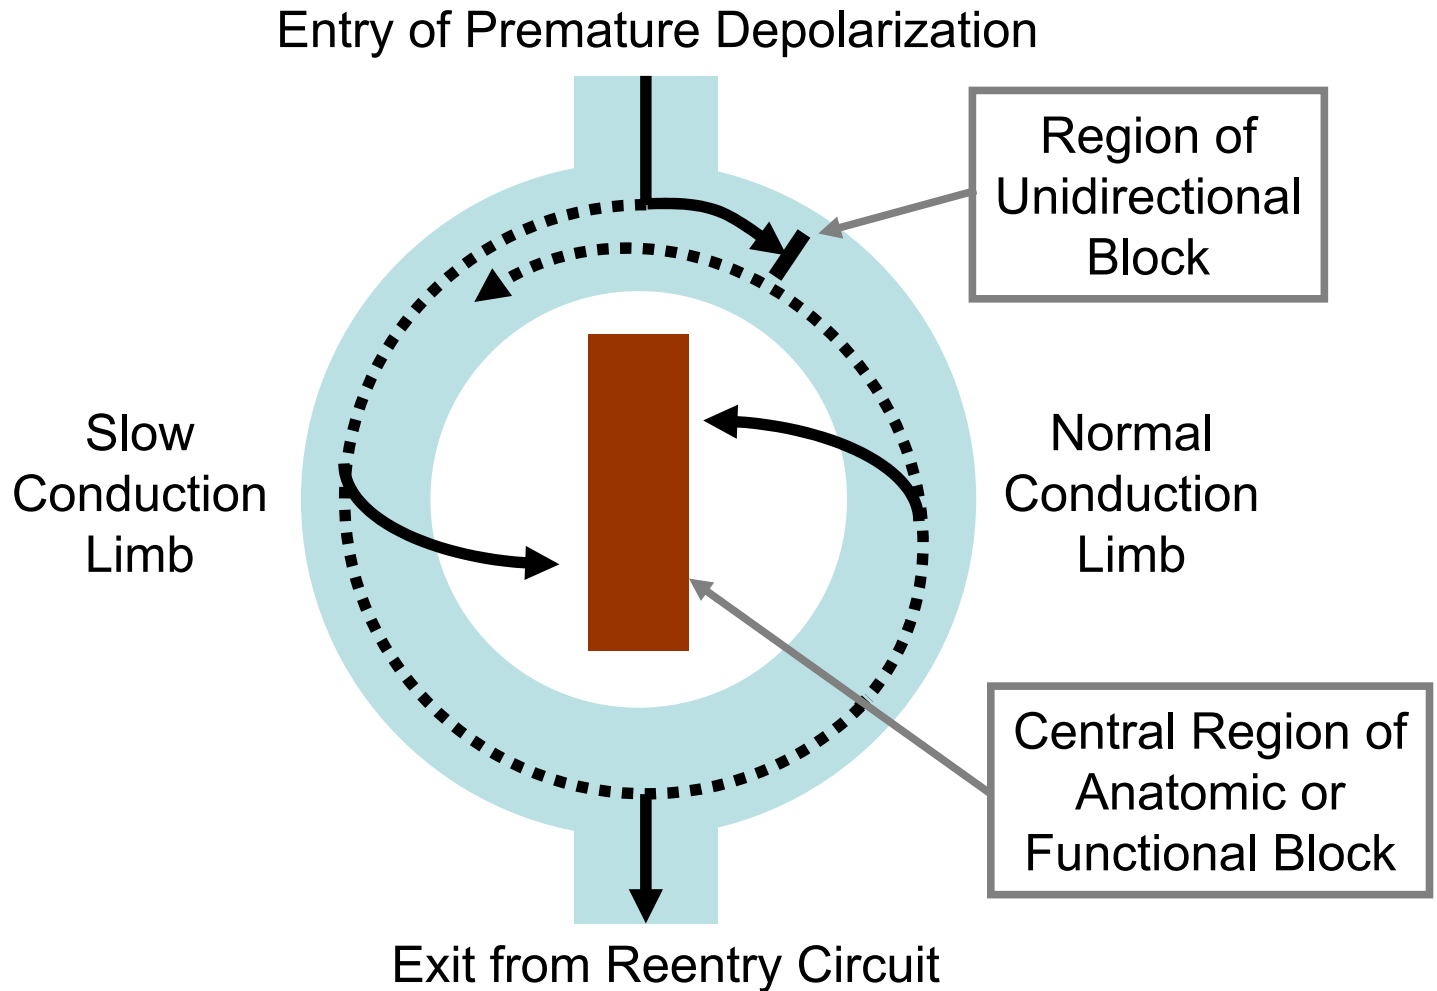 Entry of Premature Depolarization
Region of
Unidirectional
Block
Slow
Conduction
Limb
Normal
Conduction
Limb
Central Region of
Anatomic or
Functional Block
Exit from Reentry Circuit